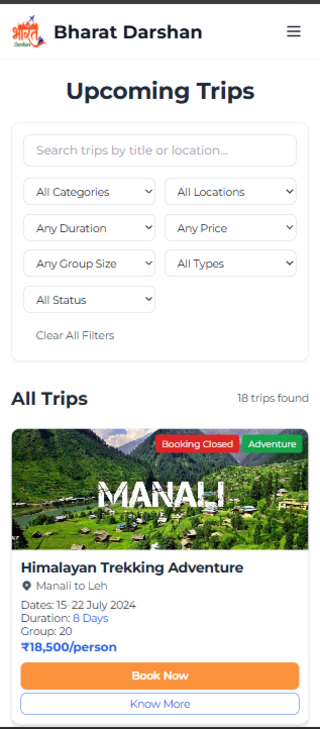 भारत
Darshan
Bharat Darshan
Upcoming Trips
Search trips by title or location...
All Categories
All Locations
Any Duration
Any Price
Any Group Size
All Types
All Status
Clear All Filters
All Trips
18 trips found
Booking Closed
Adventure
MANALI
Himalayan Trekking Adventure
Manali to Leh
Dates: 15 22 July 2024
Duration: 8 Days
Group: 20
₹18,500/person
Book Now
Know More